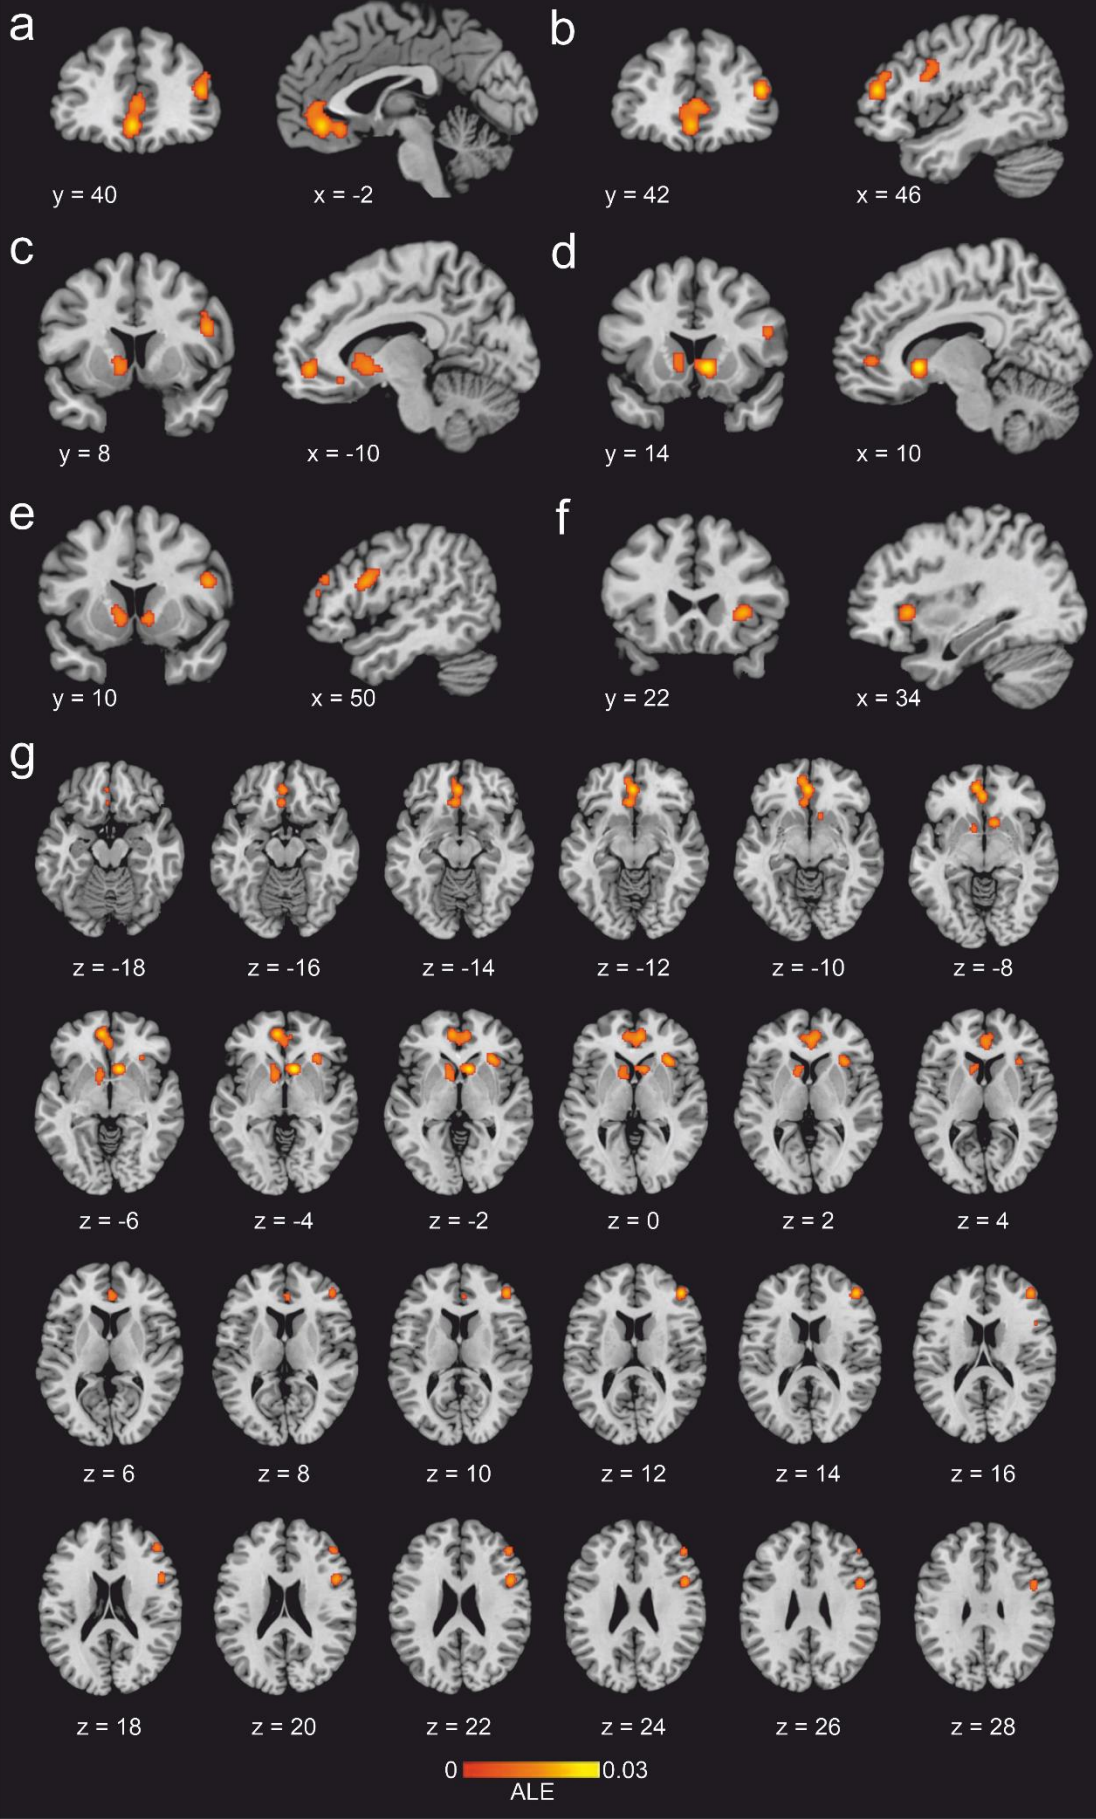 a
b
y = 40
x = -2
y = 42
x = 46
c
d
y = 8
x = -10
y = 14
x = 10
e
f
y = 10
x = 50
y = 22
x = 34
g
z = -18
z = -16
z = -14
z = -12
z = -10
z = -8
z = -6
z = -4
z = -2
z = 0
z = 2
z = 4
z = 6
z = 8
z = 10
z = 12
z = 14
z = 16
z = 18
z = 20
z = 22
z = 24
z = 26
z = 28
0 0.03
ALE